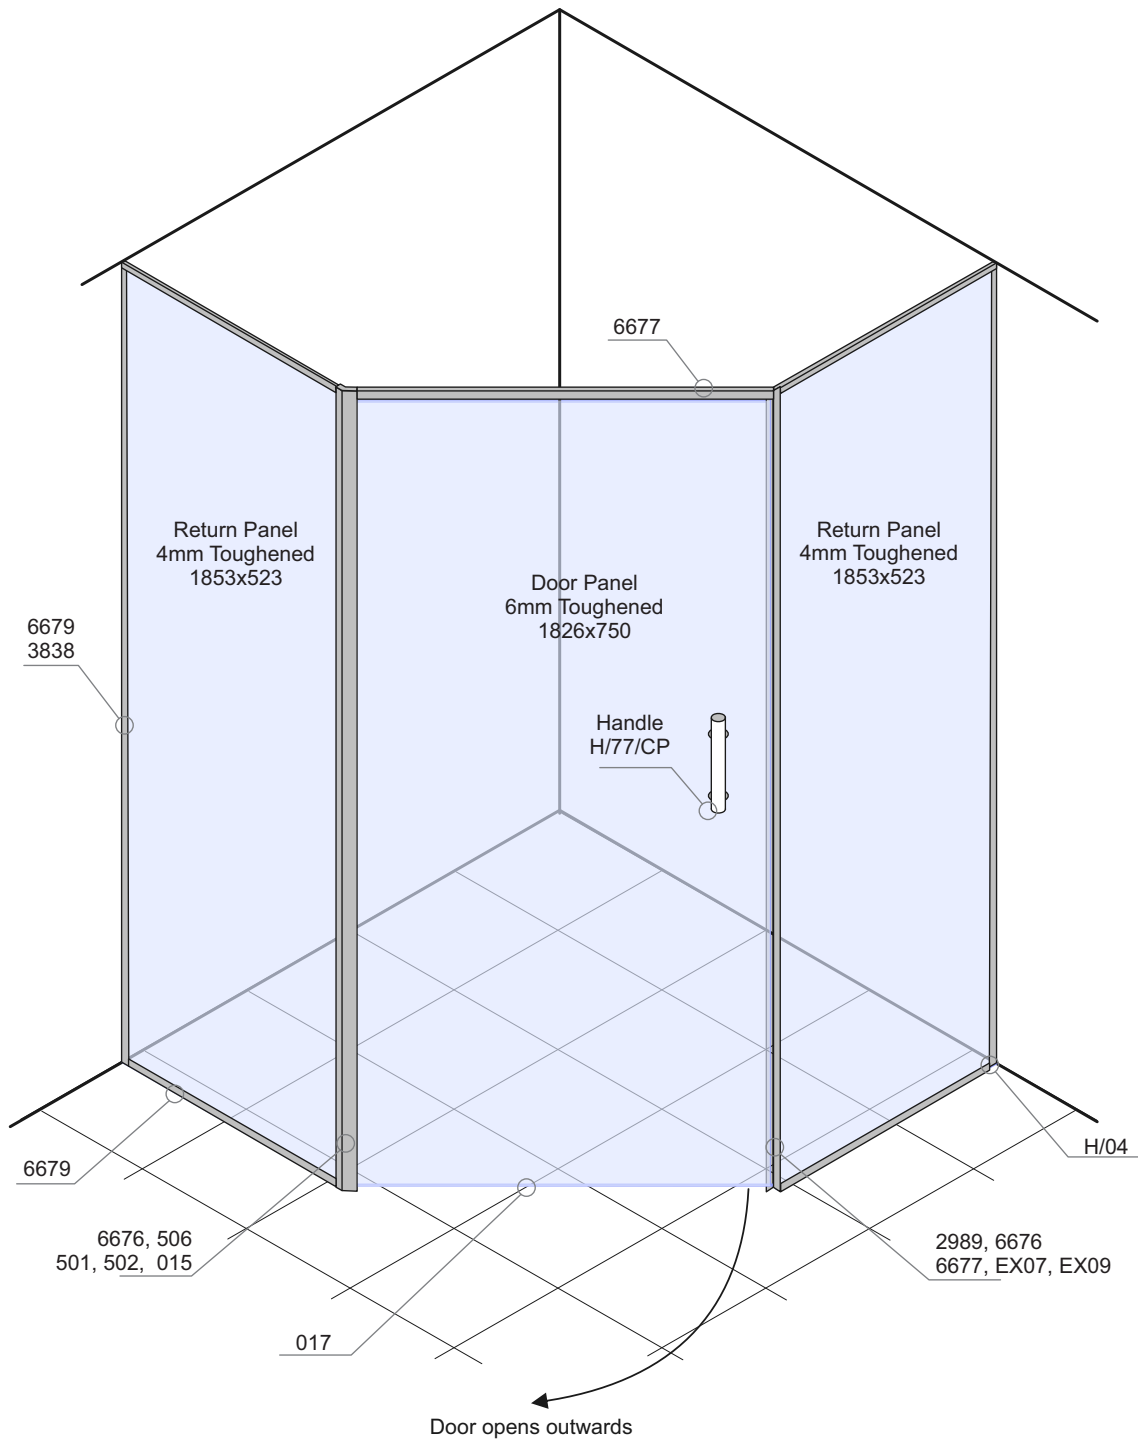 6677
Return Panel
4mm Toughened
1853x523
Return Panel
4mm Toughened
1853x523
Door Panel
6mm Toughened
1826x750
6679
3838
Handle
H/77/CP
H/04
6679
6676, 506
501, 502, 015
2989, 6676
6677, EX07, EX09
017
Door opens outwards